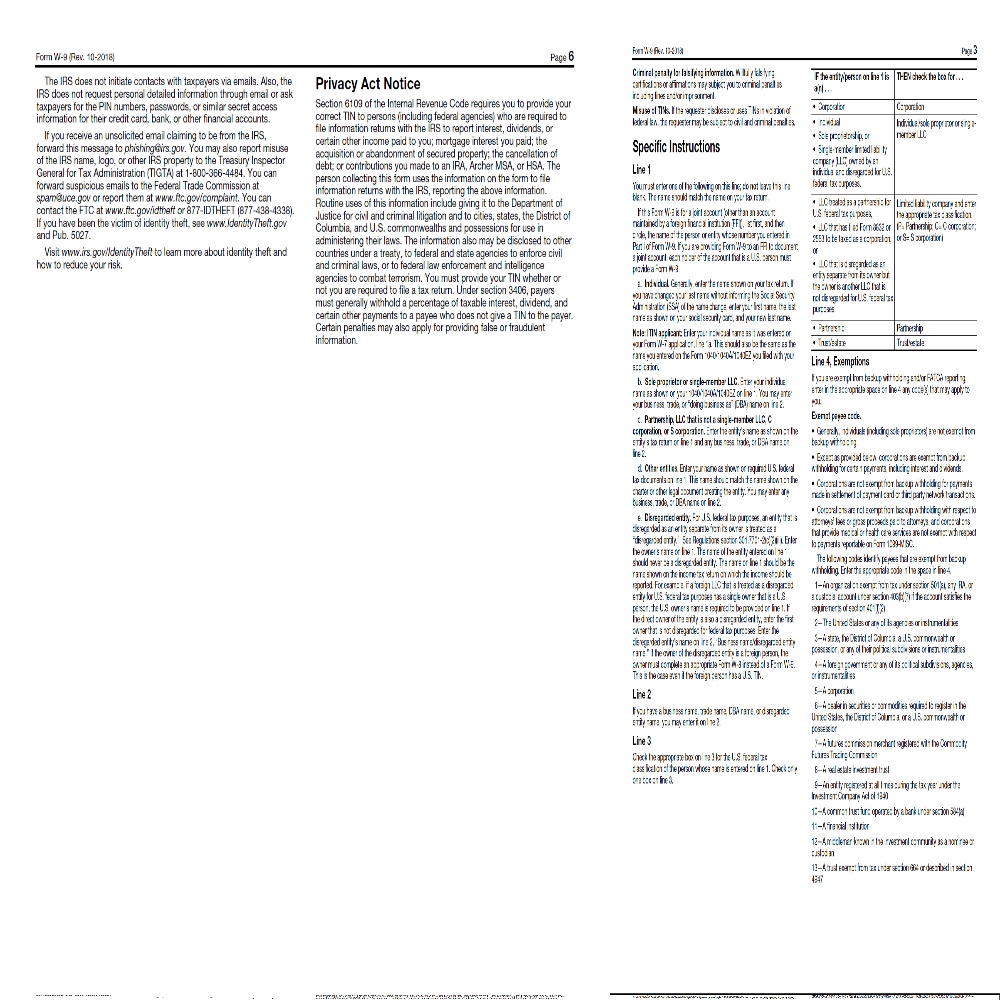 Form W-9 (Rev. 10-2018)
Page 6
The IRS does not initiate contacts with taxpayers via emails. Also, the
IRS does not request personal detailed information through email or ask
taxpayers for the PIN numbers, passwords, or similar secret access
information for their credit card, bank, or other financial accounts.
If you receive an unsolicited email claiming to be from the IRS,
forward this message to phishing@irs.gov. You may also report misuse
of the IRS name, logo, or other IRS property to the Treasury Inspector
General for Tax Administration (TIGTA) at 1-800-366-4484. You can
forward suspicious emails to the Federal Trade Commission at
spam@uce.gov or report them at www.ftc.gov/complaint. You can
contact the FTC at www.ftc.gov/idtheft or 877-IDTHEFT (877-438-4338).
If you have been the victim of identity theft, see www.IdentityTheft.gov
and Pub. 5027.
Visit www.irs.gov/IdentityTheft to learn more about identity theft and
how to reduce your risk.
Privacy Act Notice
Section 6109 of the Internal Revenue Code requires you to provide your
correct TIN to persons (including federal agencies) who are required to
file information returns with the IRS to report interest, dividends, or
certain other income paid to you; mortgage interest you paid; the
acquisition or abandonment of secured property; the cancellation of
debt; or contributions you made to an IRA, Archer MSA, or HSA. The
person collecting this form uses the information on the form to file
information returns with the IRS, reporting the above information.
Routine uses of this information include giving it to the Department of
Justice for civil and criminal litigation and to cities, states, the District of
Columbia, and U.S. commonwealths and possessions for use in
administering their laws. The information also may be disclosed to other
countries under a treaty, to federal and state agencies to enforce civil
and criminal laws, or to federal law enforcement and intelligence
agencies to combat terrorism. You must provide your TIN whether or
not you are required to file a tax return. Under section 3406, payers
must generally withhold a percentage of taxable interest, dividend, and
certain other payments to a payee who does not give a TIN to the payer.
Certain penalties may also apply for providing false or fraudulent
information.
Form W-9 (Rev. 10-2018)
Page 3
Criminal penalty for falsifying information. Willfully falsifying
certifications or affirmations may subject you to criminal penalties
including fines and/or imprisonment.
Misuse of TINs. If the requester discloses or uses TINs in violation of
federal law, the requester may be subject to civil and criminal penalties.
Specific Instructions
Line 1
You must enter one of the following on this line; do not leave this line
blank. The name should match the name on your tax return.
If this Form W-9 is for a joint account (other than an account
maintained by a foreign financial institution (FFI)), list first, and then
circle, the name of the person or entity whose number you entered in
Part I of Form W-9. If you are providing Form W-9 to an FFI to document
a joint account, each holder of the account that is a U.S. person must
provide a Form W-9.
a. Individual. Generally, enter the name shown on your tax return. If
you have changed your last name without informing the Social Security
Administration (SSA) of the name change, enter your first name, the last
name as shown on your social security card, and your new last name.
Note: ITIN applicant: Enter your individual name as it was entered on
your Form W-7 application, line 1a. This should also be the same as the
name you entered on the Form 1040/1040A/1040EZ you filed with your
application.
b. Sole proprietor or single-member LLC. Enter your individual
name as shown on your 1040/1040A/1040EZ on line 1. You may enter
your business, trade, or “doing business as” (DBA) name on line 2.
c. Partnership, LLC that is not a single-member LLC, C
corporation, or S corporation. Enter the entity's name as shown on the
entity's tax return on line 1 and any business, trade, or DBA name on
line 2.
d. Other entities. Enter your name as shown on required U.S. federal
tax documents on line 1. This name should match the name shown on the
charter or other legal document creating the entity. You may enter any
business, trade, or DBA name on line 2.
e. Disregarded entity. For U.S. federal tax purposes, an entity that is
disregarded as an entity separate from its owner is treated as a
“disregarded entity.” See Regulations section 301.7701-2(c)(2)(iii). Enter
the owner's name on line 1. The name of the entity entered on line 1
should never be a disregarded entity. The name on line 1 should be the
name shown on the income tax return on which the income should be
reported. For example, if a foreign LLC that is treated as a disregarded
entity for U.S. federal tax purposes has a single owner that is a U.S.
person, the U.S. owner's name is required to be provided on line 1. If
the direct owner of the entity is also a disregarded entity, enter the first
owner that is not disregarded for federal tax purposes. Enter the
disregarded entity's name on line 2, “Business name/disregarded entity
name.” If the owner of the disregarded entity is a foreign person, the
owner must complete an appropriate Form W-8 instead of a Form W-9.
This is the case even if the foreign person has a U.S. TIN.
Line 2
If you have a business name, trade name, DBA name, or disregarded
entity name, you may enter it on line 2.
Line 3
Check the appropriate box on line 3 for the U.S. federal tax
classification of the person whose name is entered on line 1. Check only
one box on line 3.
IF the entity/person on line 1 is
a(n) . . .
THEN check the box for . . .
• Corporation
Corporation
• Individual
• Sole proprietorship, or
• Single-member limited liability
company (LLC) owned by an
individual and disregarded for U.S.
federal tax purposes.
Individual/sole proprietor or single-
member LLC
• LLC treated as a partnership for
U.S. federal tax purposes,
• LLC that has filed Form 8832 or
2553 to be taxed as a corporation,
or
• LLC that is disregarded as an
entity separate from its owner but
the owner is another LLC that is
not disregarded for U.S. federal tax
purposes.
Limited liability company and enter
the appropriate tax classification.
(P= Partnership; C= C corporation;
or S= S corporation)
• Partnership
Partnership
• Trust/estate
Trust/estate
Line 4, Exemptions
If you are exempt from backup withholding and/or FATCA reporting,
enter in the appropriate space on line 4 any code(s) that may apply to
you.
Exempt payee code.
• Generally, individuals (including sole proprietors) are not exempt from
backup withholding.
• Except as provided below, corporations are exempt from backup
withholding for certain payments, including interest and dividends.
• Corporations are not exempt from backup withholding for payments
made in settlement of payment card or third party network transactions.
• Corporations are not exempt from backup withholding with respect to
attorneys' fees or gross proceeds paid to attorneys, and corporations
that provide medical or health care services are not exempt with respect
to payments reportable on Form 1099-MISC.
The following codes identify payees that are exempt from backup
withholding. Enter the appropriate code in the space in line 4.
1—An organization exempt from tax under section 501(a), any IRA, or
a custodial account under section 403(b)(7) if the account satisfies the
requirements of section 401(f)(2)
2—The United States or any of its agencies or instrumentalities
3—A state, the District of Columbia, a U.S. commonwealth or
possession, or any of their political subdivisions or instrumentalities
4—A foreign government or any of its political subdivisions, agencies,
or instrumentalities
5—A corporation
6—A dealer in securities or commodities required to register in the
United States, the District of Columbia, or a U.S. commonwealth or
possession
7—A futures commission merchant registered with the Commodity
Futures Trading Commission
8—A real estate investment trust
9—An entity registered at all times during the tax year under the
Investment Company Act of 1940
10—A common trust fund operated by a bank under section 584(a)
11—A financial institution
12—A middleman known in the investment community as a nominee or
custodian
13—A trust exempt from tax under section 664 or described in section
4947